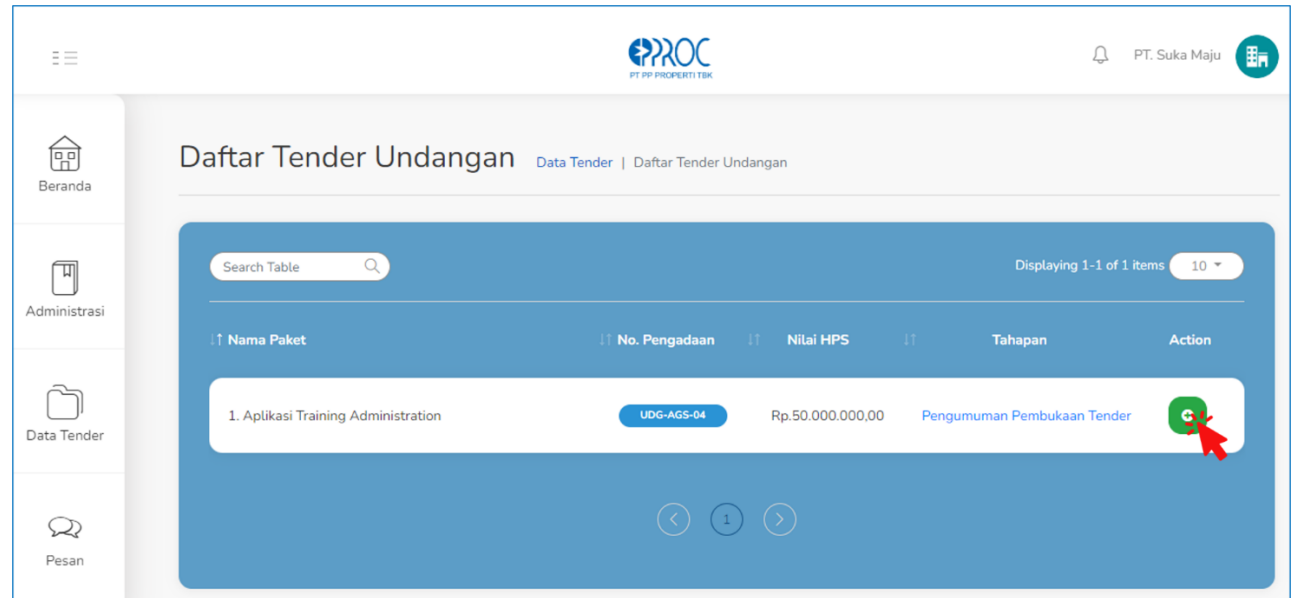 EPROC
PT PP PROPERTI TBK
PT. Suka Maju
Beranda
Administrasi
Data Tender
Pesan
Daftar Tender Undangan Data Tender | Daftar Tender Undangan
Search Table Displaying 1-1 of 1 items 10
Nama Paket No. Pengadaan Nilai HPS Tahapan Action
1. Aplikasi Training Administration UDG-AGS-04 Rp.50.000.000,00 Pengumuman Pembukaan Tender
1